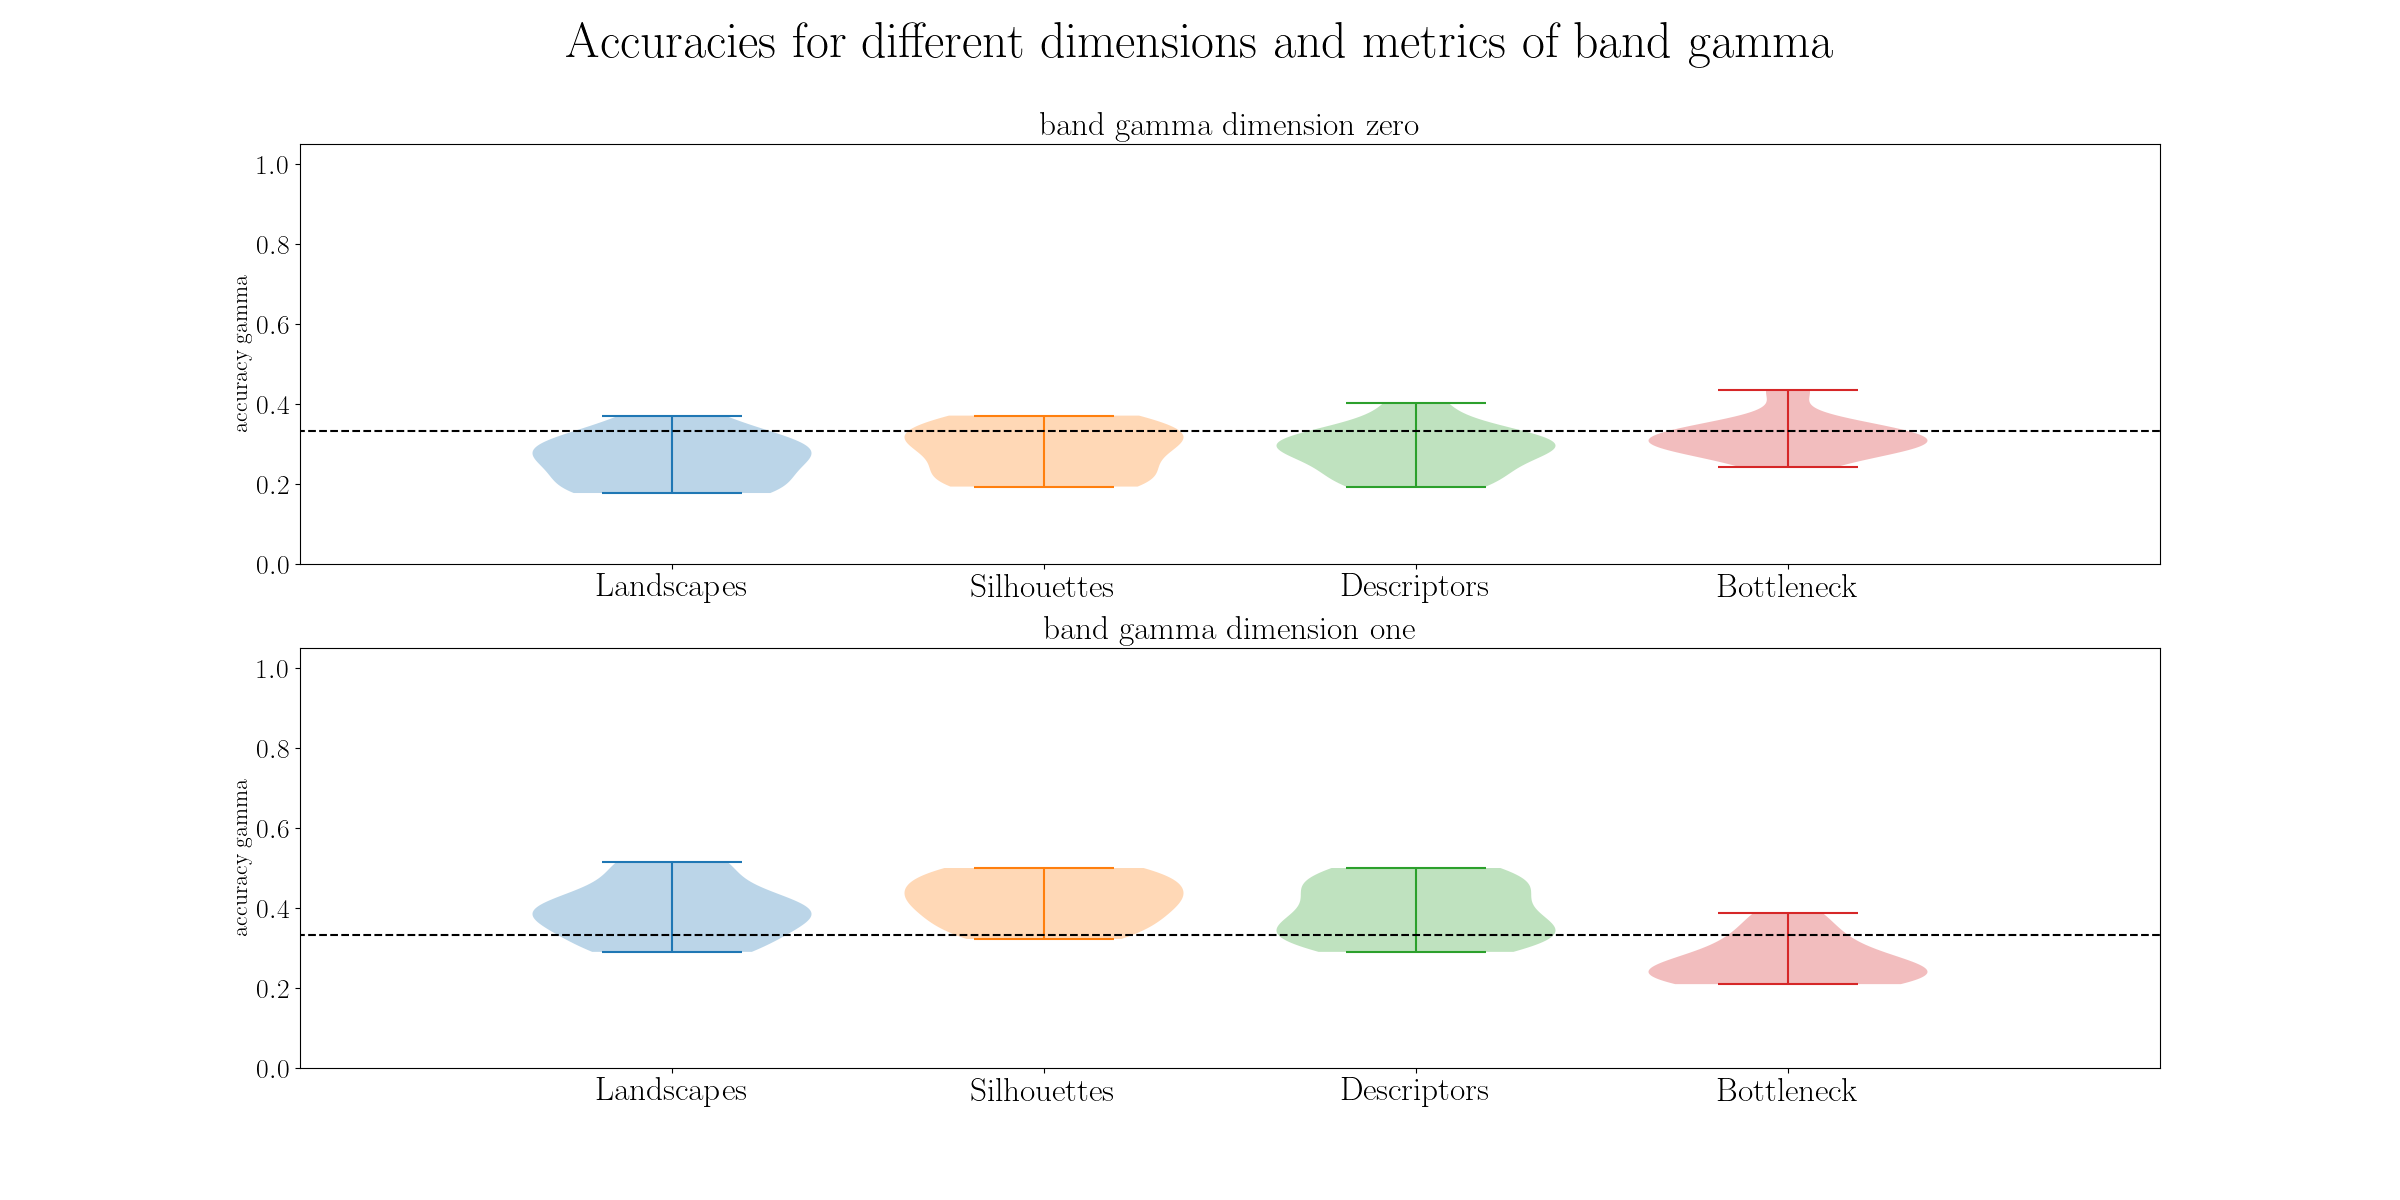 Accuracies for different dimensions and metrics of band gamma
band gamma dimension zero
1.0
0.8
0.6
0.4
0.2
0.0
accuracy gamma
Landscapes Silhouettes Descriptors Bottleneck
band gamma dimension one
1.0
0.8
0.6
0.4
0.2
0.0
accuracy gamma
Landscapes Silhouettes Descriptors Bottleneck